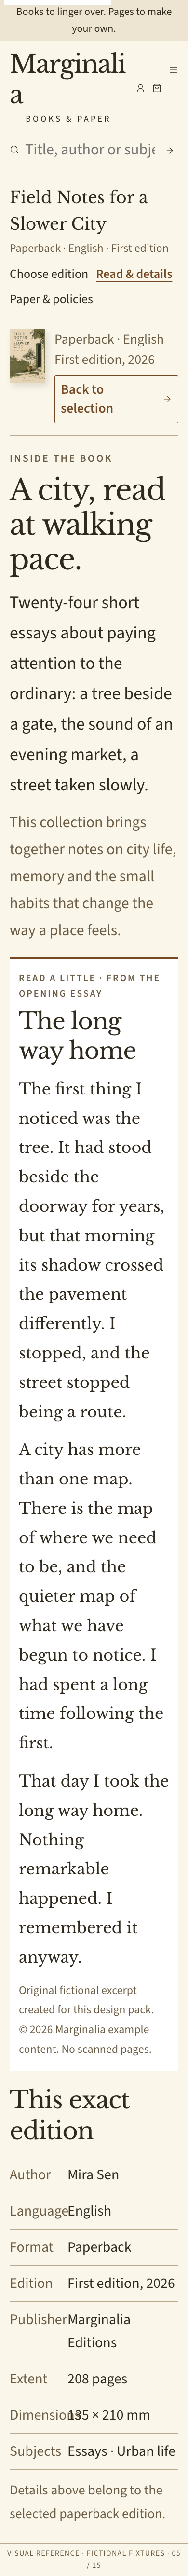 Books to linger over. Pages to make
your own.
Marginali
a
BOOKS & PAPER
Title, author or subje
Field Notes for a
Slower City
Paperback · English · First edition
Choose edition Read & details
Paper & policies
Paperback · English
First edition, 2026
Back to
selection
INSIDE THE BOOK
A city, read
at walking
pace.
Twenty-four short
essays about paying
attention to the
ordinary: a tree beside
a gate, the sound of an
evening market, a
street taken slowly.
This collection brings
together notes on city life,
memory and the small
habits that change the
way a place feels.
READ A LITTLE · FROM THE
OPENING ESSAY
The long
way home
The first thing I
noticed was the
tree. It had stood
beside the
doorway for years,
but that morning
its shadow crossed
the pavement
differently. I
stopped, and the
street stopped
being a route.
A city has more
than one map.
There is the map
of where we need
to be, and the
quieter map of
what we have
begun to notice. I
had spent a long
time following the
first.
That day I took the
long way home.
Nothing
remarkable
happened. I
remembered it
anyway.
Original fictional excerpt
created for this design pack.
© 2026 Marginalia example
content. No scanned pages.
This exact
edition
Author Mira Sen
Language English
Format Paperback
Edition First edition, 2026
Publisher Marginalia
Editions
Extent 208 pages
Dimensions 135 × 210 mm
Subjects Essays · Urban life
Details above belong to the
selected paperback edition.
VISUAL REFERENCE · FICTIONAL FIXTURES · 05
/ 15